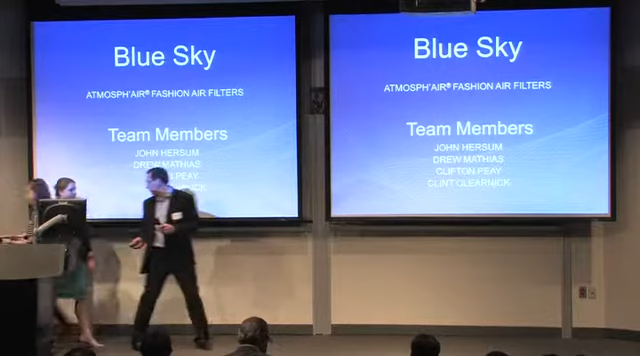 Blue Sky
ATMOSPH'AIR® FASHION AIR FILTERS
Team Members
JOHN HERSUM
DREW MATHIAS
PEAY
Blue Sky
ATMOSPH'AIR® FASHION AIR FILTERS
Team Members
JOHN HERSUM
DREW MATHIAS
CLIFTON PEAY
CLINT CLEARNICK